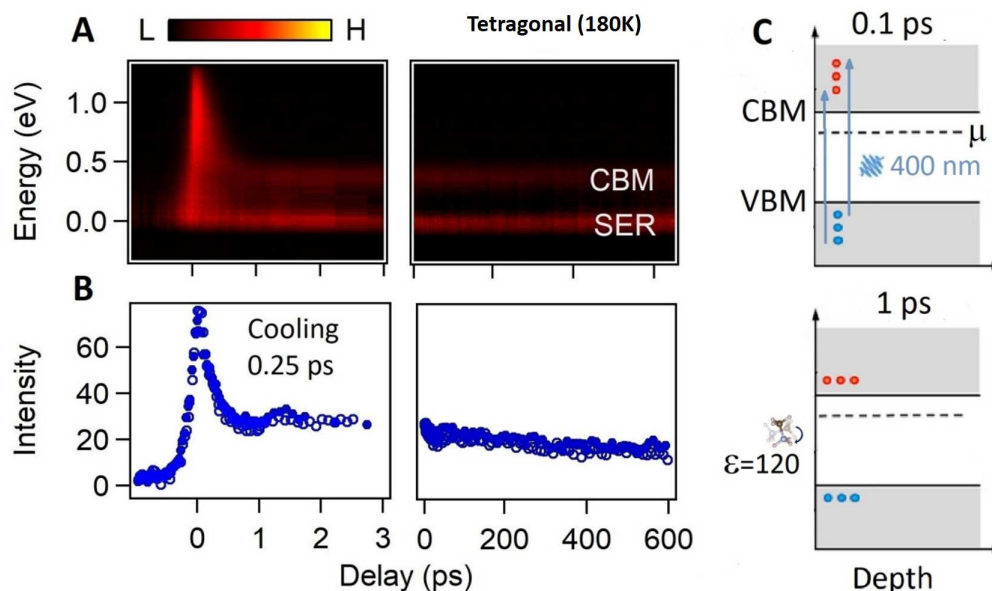 A
L
H
Tetragonal (180K)
Energy (eV)
1.0
0.5
0.0
CBM
SER
B
Intensity
60
40
20
0
Cooling
0.25 ps
0 1 2 3
0 200 400 600
Delay (ps)
C
0.1 ps
CBM
μ
400 nm
VBM
1 ps
ε=120
Depth